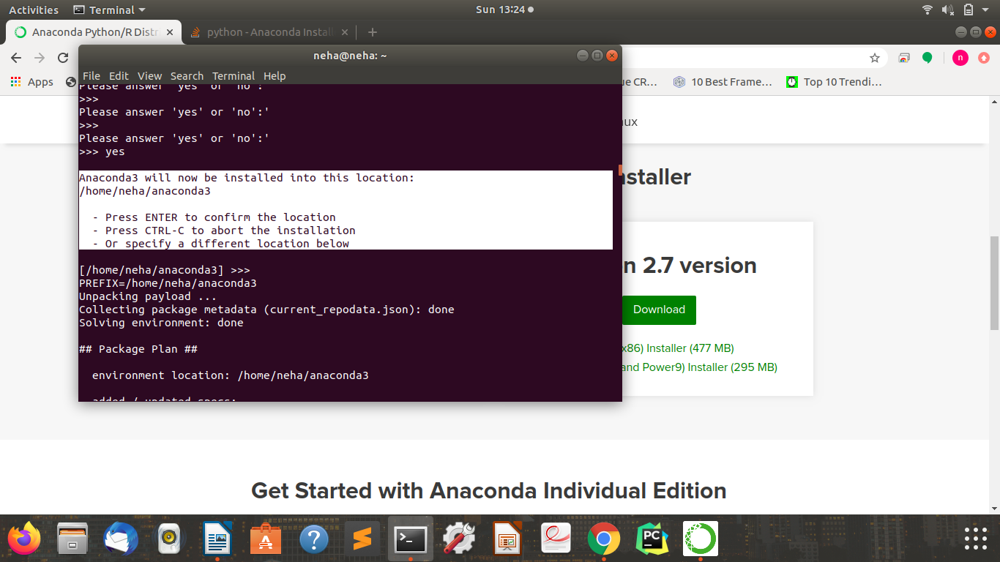 Activities Terminal Sun 13:24
Anaconda Python/R Distr python - Anaconda Instal
neha@neha: ~
n
File Edit View Search Terminal Help
Apps ue CR... 10 Best Frame... Top 10 Trendi...
Please answer 'yes' or 'no':'
>>>
Please answer 'yes' or 'no':'
>>>
Please answer 'yes' or 'no':'
>>> yes
Anaconda3 will now be installed into this location:
/home/neha/anaconda3
- Press ENTER to confirm the location
- Press CTRL-C to abort the installation
- Or specify a different location below
[/home/neha/anaconda3] >>>
PREFIX=/home/neha/anaconda3
Unpacking payload ...
Collecting package metadata (current_repodata.json): done
Solving environment: done
## Package Plan ##
environment location: /home/neha/anaconda3
added / updated specs:
ux
nstaller
n 2.7 version
Download
x86) Installer (477 MB)
and Power9) Installer (295 MB)
Get Started with Anaconda Individual Edition
PC